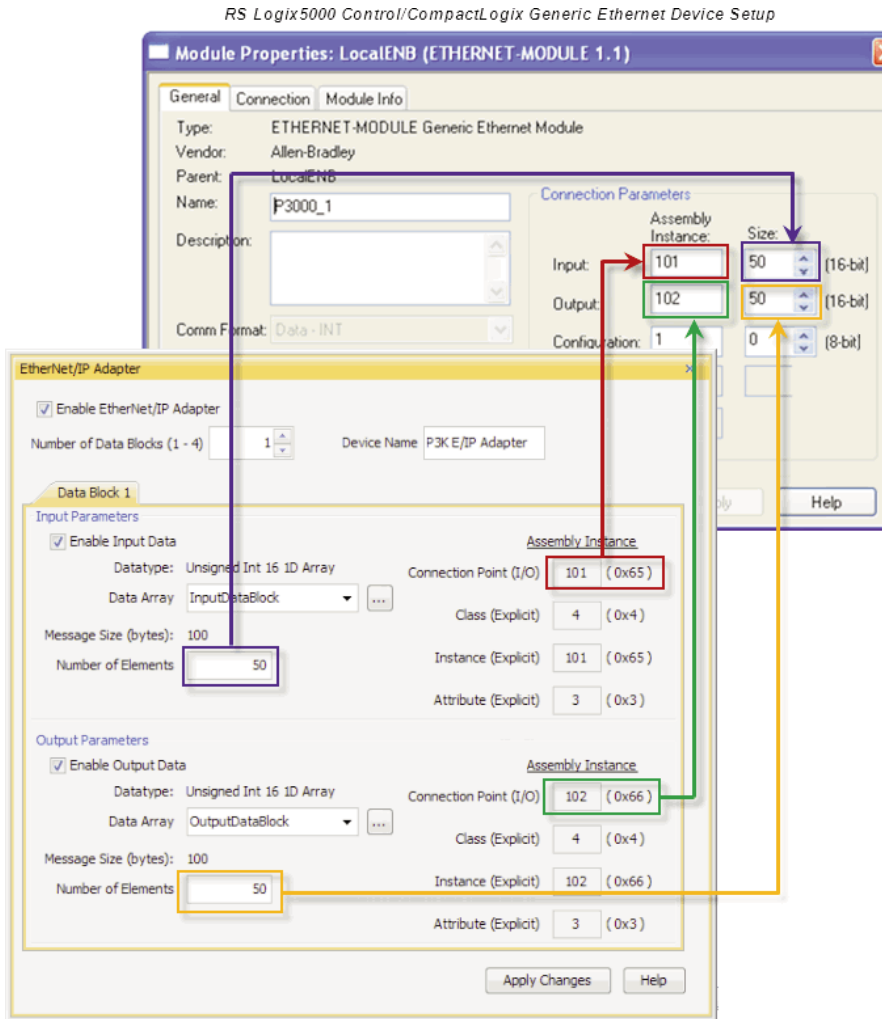 RS Logix5000 Control/CompactLogix Generic Ethernet Device Setup
Module Properties: LocalENB (ETHERNET-MODULE 1.1)
General Connection Module Info
Type: ETHERNET-MODULE Generic Ethernet Module
Vendor: Allen-Bradley
Parent: LocalENB
Name: P3000_1
Description:
Comm Format: Data - INT
Connection Parameters
Assembly
Instance: Size:
Input: 101 50 (16-bit)
Output: 102 50 (16-bit)
Configuration: 1 0 (8-bit)
Help
EtherNet/IP Adapter
Enable EtherNet/IP Adapter
Number of Data Blocks (1 - 4) 1 Device Name P3K E/IP Adapter
Data Block 1
Input Parameters
Enable Input Data Assembly Instance
Datatype: Unsigned Int 16 1D Array Connection Point (I/O) 101 (0x65)
Data Array InputDataBlock ... Class (Explicit) 4 (0x4)
Message Size (bytes): 100
Number of Elements 50 Instance (Explicit) 101 (0x65)
Attribute (Explicit) 3 (0x3)
Output Parameters
Enable Output Data Assembly Instance
Datatype: Unsigned Int 16 1D Array Connection Point (I/O) 102 (0x66)
Data Array OutputDataBlock ... Class (Explicit) 4 (0x4)
Message Size (bytes): 100
Number of Elements 50 Instance (Explicit) 102 (0x66)
Attribute (Explicit) 3 (0x3)
Apply Changes Help